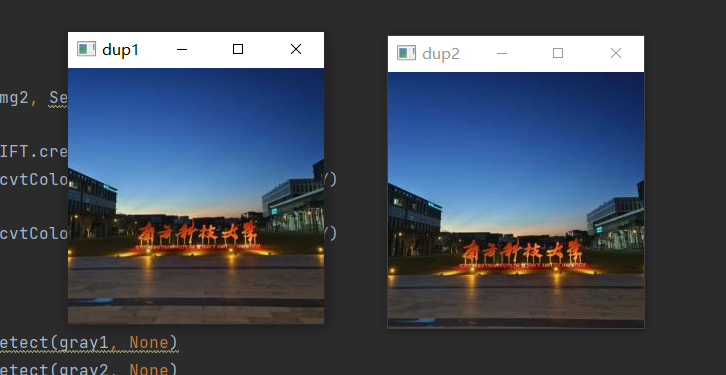 dup1
dup2
mg2, Se
IFT.cre
cvtColo
)
cvtColo
)
南方科技大学
南方科技大学
etect(gray1, None)
etect(gray2, None)